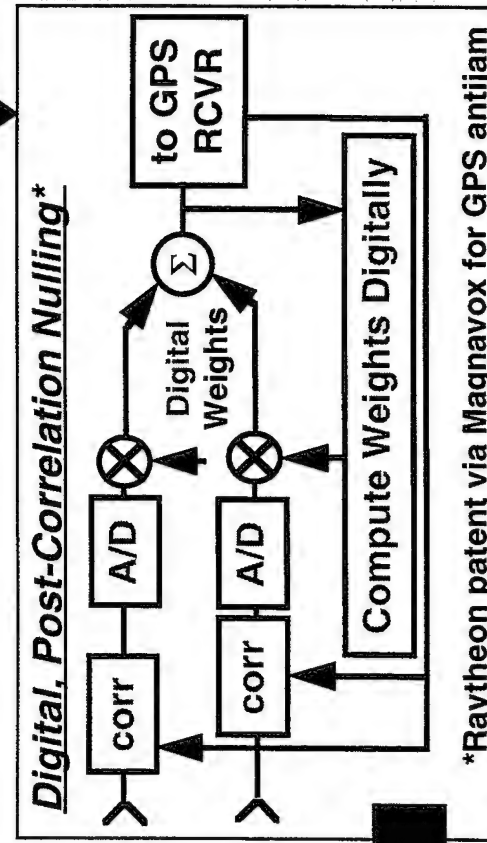 Digital, Post-Correlation Nulling*
corr
A/D
Digital
Weights
Σ
to GPS
RCVR
corr
A/D
Compute Weights Digitally
*Raytheon patent via Magnavox for GPS antijam